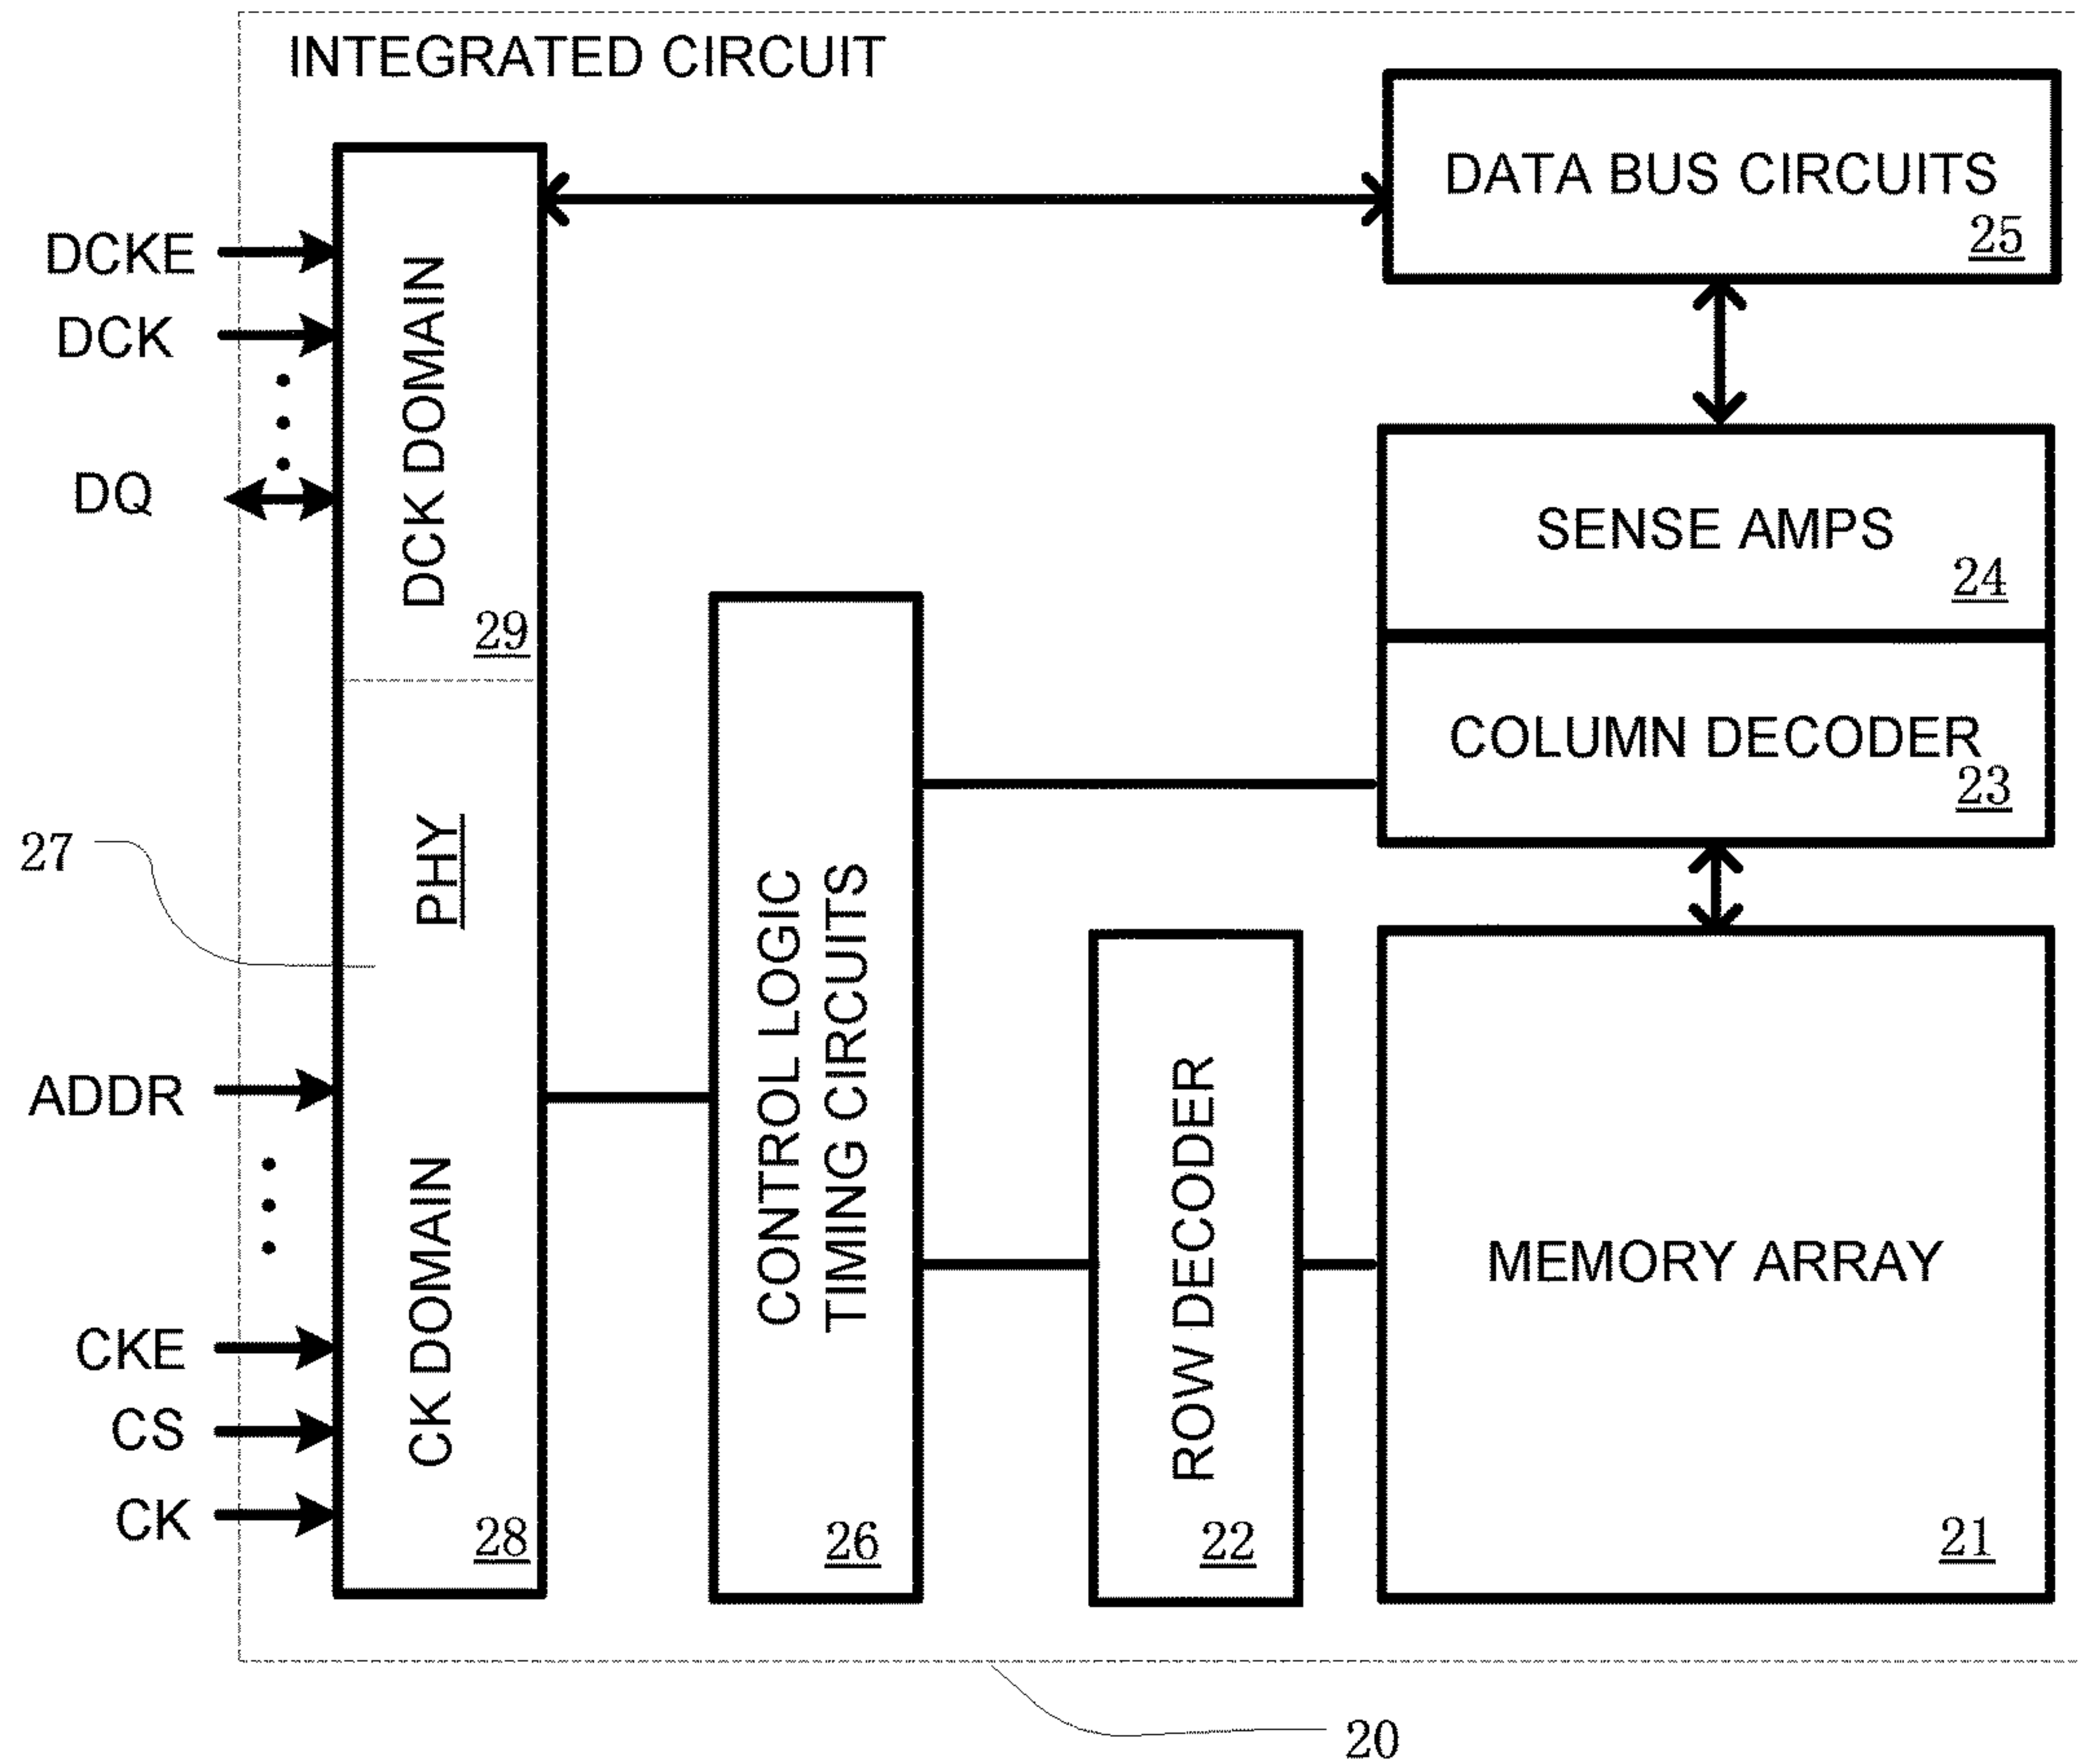 INTEGRATED CIRCUIT
DATA BUS CIRCUITS
25
DCKE
DCK
DQ
DCK DOMAIN
29
SENSE AMPS
24
COLUMN DECODER
23
27
PHY
ADDR
CKE
CS
CK
CK DOMAIN
28
CONTROL LOGIC
TIMING CIRCUITS
26
ROW DECODER
22
MEMORY ARRAY
21
20